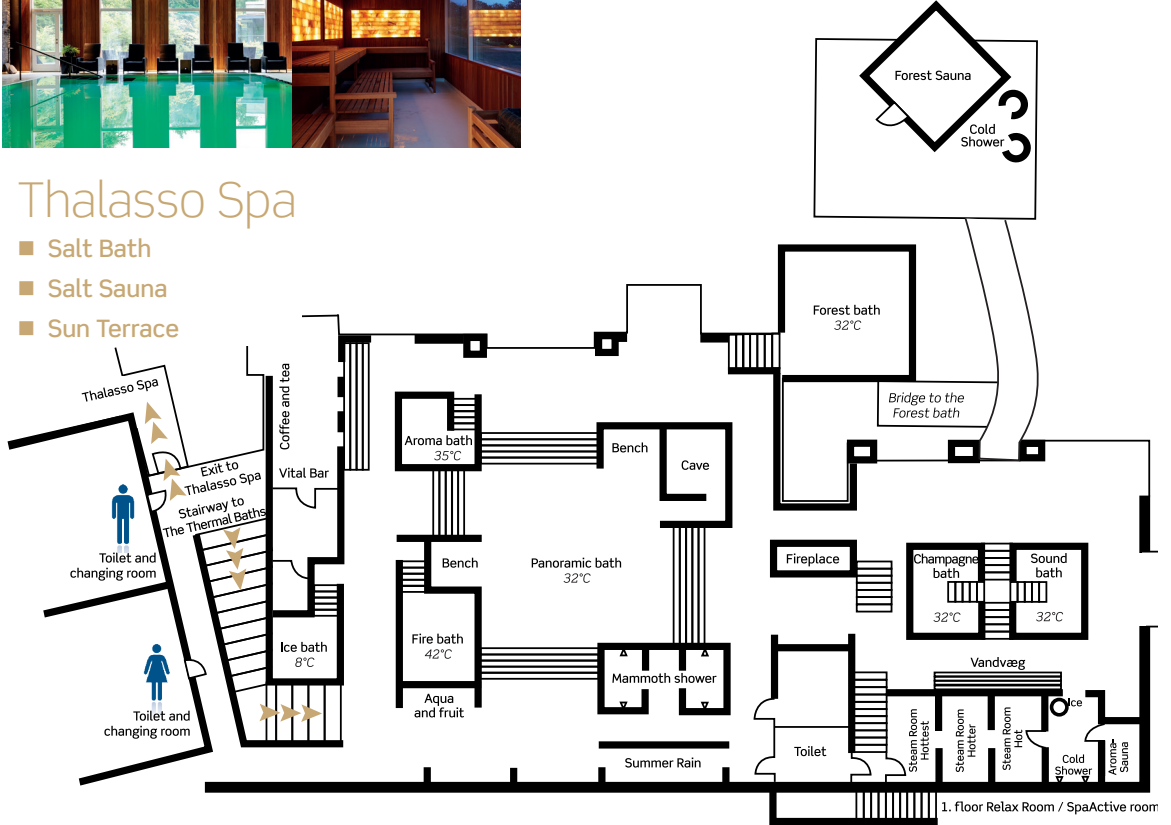 Thalasso Spa
Salt Bath
Salt Sauna
Sun Terrace
Forest Sauna
Cold
Shower
Forest bath
32°C
Bridge to the
Forest bath
Thalasso Spa
Exit to
Thalasso Spa
Stairway to
The Thermal Baths
Toilet and
changing room
Toilet and
changing room
Coffee and tea
Vital Bar
Ice bath
8°C
Aroma bath
35°C
Bench
Cave
Bench
Panoramic bath
32°C
Fire bath
42°C
Aqua
and fruit
Mammoth shower
Summer Rain
Fireplace
Champagne
bath
32°C
Sound
bath
32°C
Vandvæg
Toilet
Steam Room
Hottest
Steam Room
Hotter
Steam Room
Hot
Ice
Cold
Shower
Aroma-
Sauna
1. floor Relax Room / SpaActive room